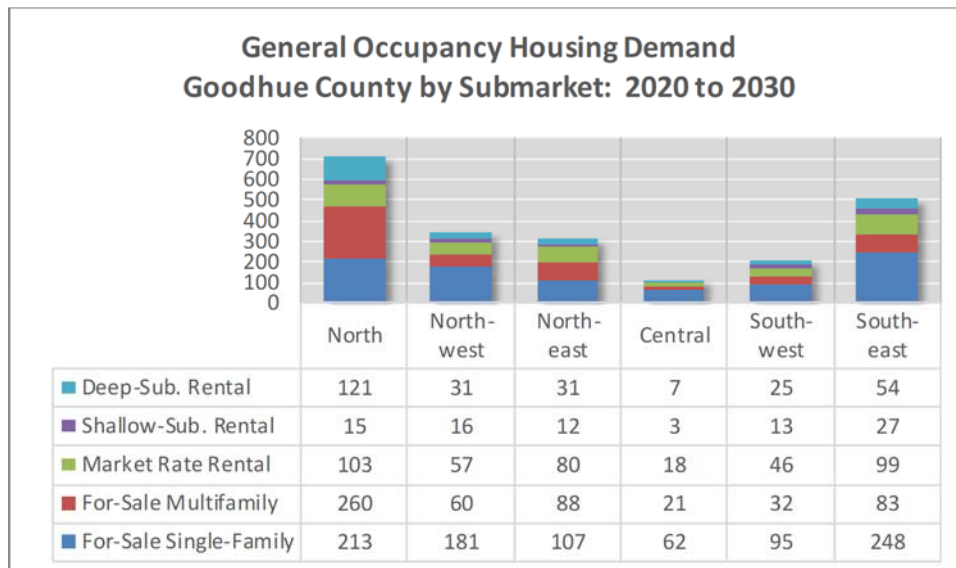 General Occupancy Housing Demand
Goodhue County by Submarket: 2020 to 2030
800
700
600
500
400
300
200
100
0
North North- North- Central South- South-
west east west east
Deep-Sub. Rental 121 31 31 7 25 54
Shallow-Sub. Rental 15 16 12 3 13 27
Market Rate Rental 103 57 80 18 46 99
For-Sale Multifamily 260 60 88 21 32 83
For-Sale Single-Family 213 181 107 62 95 248